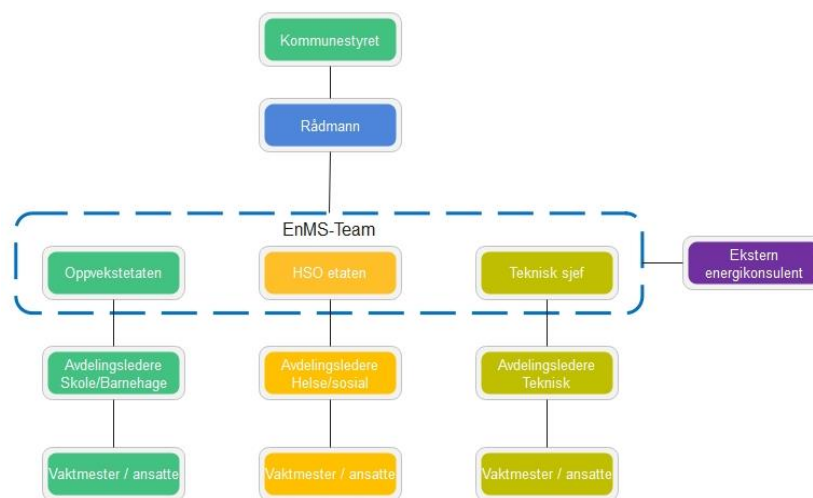 Kommunestyret
Rådmann
EnMS-Team
Oppvekstetaten
HSO etaten
Teknisk sjef
Ekstern
energikonsulent
Avdelingsledere
Skole/Barnehage
Avdelingsledere
Helse/sosial
Avdelingsledere
Teknisk
Vaktmester / ansatte
Vaktmester / ansatte
Vaktmester / ansatte